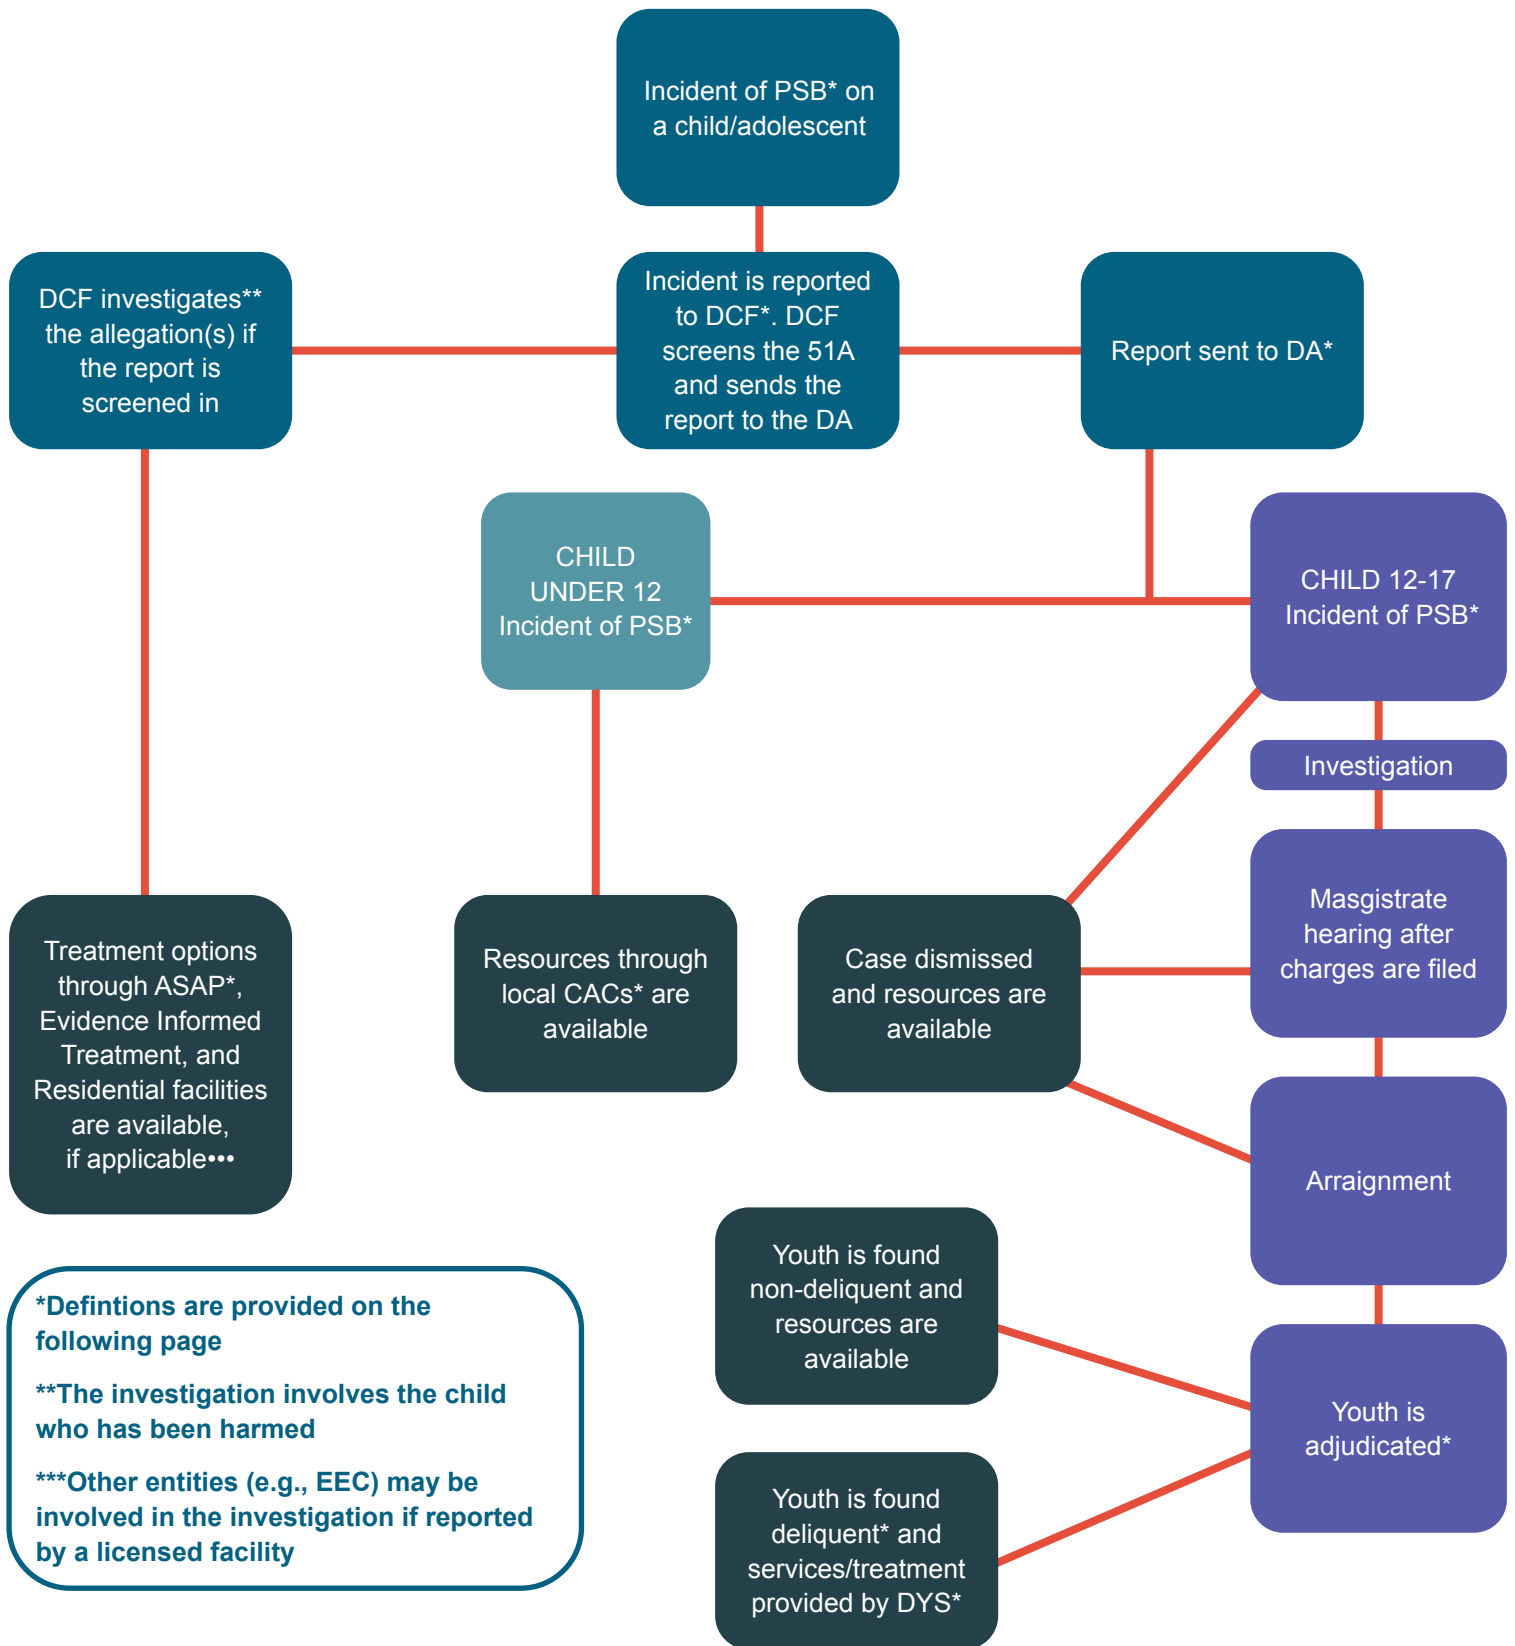 Incident of PSB* on
a child/adolescent
DCF investigates**
the allegation(s) if
the report is
screened in
Incident is reported
to DCF*. DCF
screens the 51A
and sends the
report to the DA
Report sent to DA*
CHILD
UNDER 12
Incident of PSB*
CHILD 12-17
Incident of PSB*
Investigation
Masgistrate
hearing after
charges are filed
Treatment options
through ASAP*,
Evidence Informed
Treatment, and
Residential facilities
are available,
if applicable•••
Resources through
local CACs* are
available
Case dismissed
and resources are
available
Arraignment
Youth is found
non-deliquent and
resources are
available
Youth is
adjudicated*
Youth is found
deliquent* and
services/treatment
provided by DYS*
*Defintions are provided on the
following page
**The investigation involves the child
who has been harmed
***Other entities (e.g., EEC) may be
involved in the investigation if reported
by a licensed facility